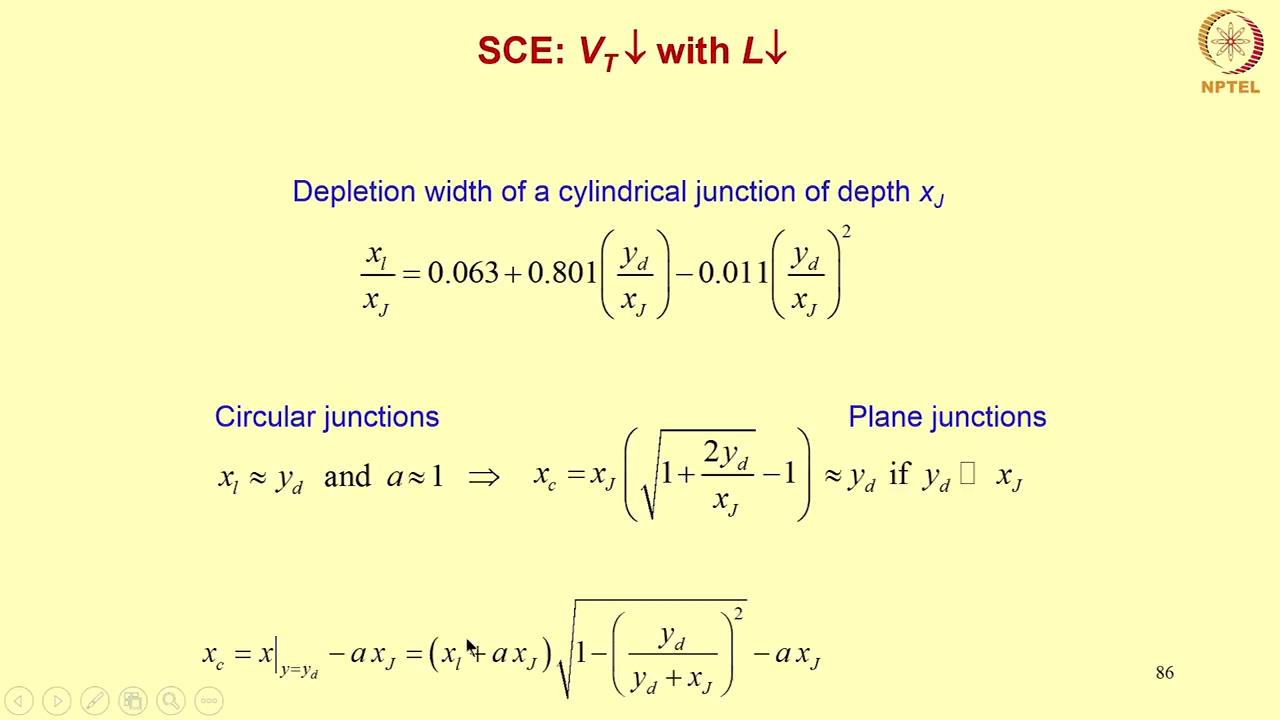 SCE: V_T ↓ with L ↓
NPTEL
Depletion width of a cylindrical junction of depth x_J
x_l / x_J = 0.063 + 0.801 (y_d / x_J) − 0.011 (y_d / x_J)^2
Circular junctions
Plane junctions
x_l ≈ y_d and a ≈ 1 ⇒ x_c = x_J (√(1 + 2y_d / x_J) − 1) ≈ y_d if y_d □ x_J
x_c = x|_{y=y_d} − a x_J = (x_l + a x_J) √(1 − (y_d / (y_d + x_J))^2) − a x_J
86